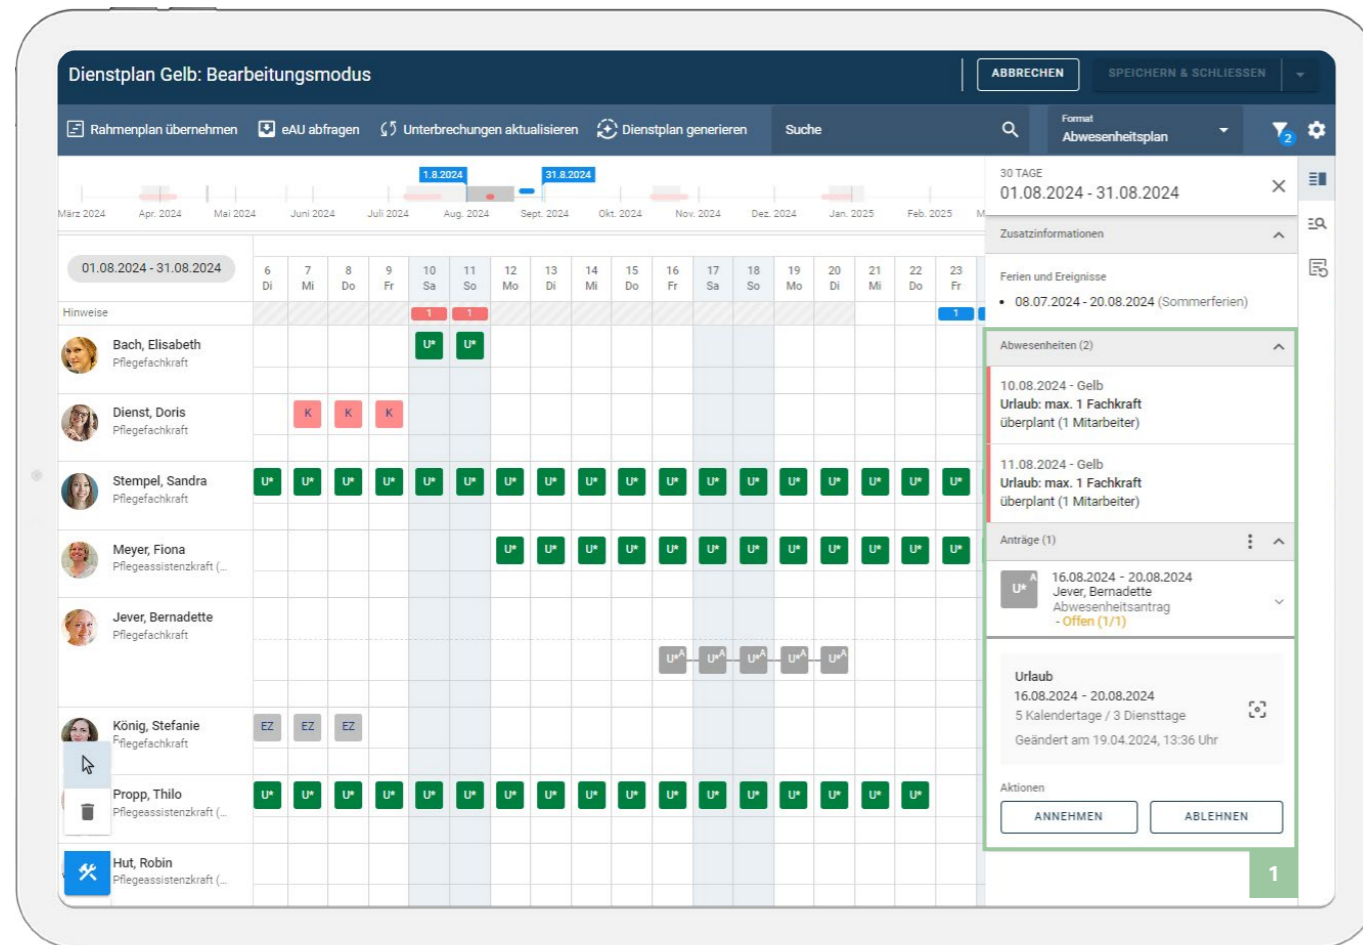 Dienstplan Gelb: Bearbeitungsmodus
ABBRECHEN
SPEICHERN & SCHLIESSEN
Rahmenplan übernehmen
eAU abfragen
Unterbrechungen aktualisieren
Dienstplan generieren
Suche
Format
Abwesenheitsplan
2
1.8.2024 31.8.2024
März 2024 Apr. 2024 Mai 2024 Juni 2024 Juli 2024 Aug. 2024 Sept. 2024 Okt. 2024 Nov. 2024 Dez. 2024 Jan. 2025 Feb. 2025 M
01.08.2024 - 31.08.2024
6 7 8 9 10 11 12 13 14 15 16 17 18 19 20 21 22 23
Di Mi Do Fr Sa So Mo Di Mi Do Fr Sa So Mo Di Mi Do Fr
Hinweise
1 1 1
Bach, Elisabeth
Pflegefachkraft
U* U*
Dienst, Doris
Pflegefachkraft
K K K
Stempel, Sandra
Pflegefachkraft
U* U* U* U* U* U* U* U* U* U* U* U* U* U* U* U* U* U*
Meyer, Fiona
Pflegeassistenzkraft (...
U* U* U* U* U* U* U* U* U* U* U* U*
Jever, Bernadette
Pflegefachkraft
U*A U*A U*A U*A U*A
König, Stefanie
Pflegefachkraft
EZ EZ EZ
Propp, Thilo
Pflegeassistenzkraft (...
U* U* U* U* U* U* U* U* U* U* U* U* U* U* U* U* U*
Hut, Robin
Pflegeassistenzkraft (...
30 TAGE
01.08.2024 - 31.08.2024
Zusatzinformationen
Ferien und Ereignisse
• 08.07.2024 - 20.08.2024 (Sommerferien)
Abwesenheiten (2)
10.08.2024 - Gelb
Urlaub: max. 1 Fachkraft
überplant (1 Mitarbeiter)
11.08.2024 - Gelb
Urlaub: max. 1 Fachkraft
überplant (1 Mitarbeiter)
Anträge (1)
U*A
16.08.2024 - 20.08.2024
Jever, Bernadette
Abwesenheitsantrag
- Offen (1/1)
Urlaub
16.08.2024 - 20.08.2024
5 Kalendertage / 3 Diensttage
Geändert am 19.04.2024, 13:36 Uhr
Aktionen
ANNEHMEN
ABLEHNEN
1